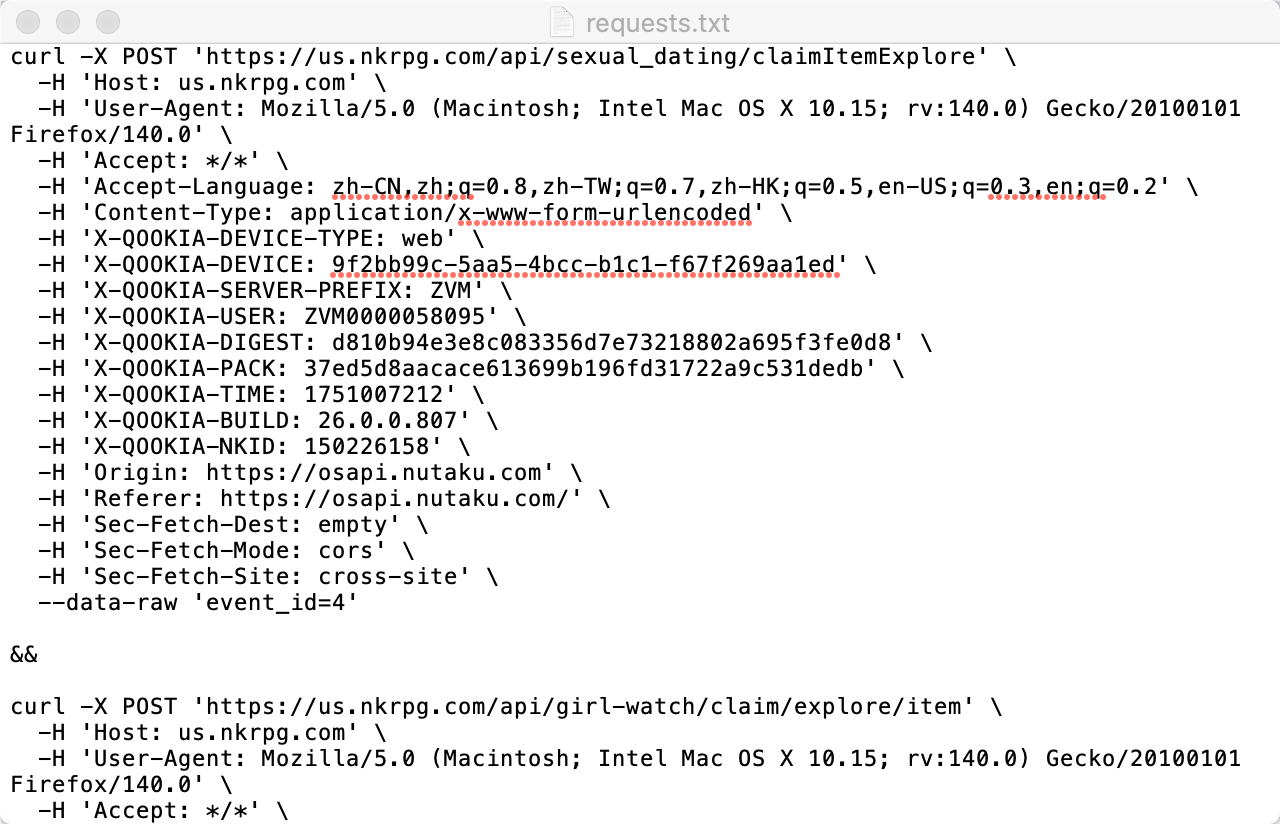 requests.txt
curl -X POST 'https://us.nkrpg.com/api/sexual_dating/claimItemExplore' \
  -H 'Host: us.nkrpg.com' \
  -H 'User-Agent: Mozilla/5.0 (Macintosh; Intel Mac OS X 10.15; rv:140.0) Gecko/20100101
Firefox/140.0' \
  -H 'Accept: */*' \
  -H 'Accept-Language: zh-CN,zh;q=0.8,zh-TW;q=0.7,zh-HK;q=0.5,en-US;q=0.3,en;q=0.2' \
  -H 'Content-Type: application/x-www-form-urlencoded' \
  -H 'X-QOOKIA-DEVICE-TYPE: web' \
  -H 'X-QOOKIA-DEVICE: 9f2bb99c-5aa5-4bcc-b1c1-f67f269aa1ed' \
  -H 'X-QOOKIA-SERVER-PREFIX: ZVM' \
  -H 'X-QOOKIA-USER: ZVM0000058095' \
  -H 'X-QOOKIA-DIGEST: d810b94e3e8c083356d7e73218802a695f3fe0d8' \
  -H 'X-QOOKIA-PACK: 37ed5d8aacace613699b196fd31722a9c531dedb' \
  -H 'X-QOOKIA-TIME: 1751007212' \
  -H 'X-QOOKIA-BUILD: 26.0.0.807' \
  -H 'X-QOOKIA-NKID: 150226158' \
  -H 'Origin: https://osapi.nutaku.com' \
  -H 'Referer: https://osapi.nutaku.com/' \
  -H 'Sec-Fetch-Dest: empty' \
  -H 'Sec-Fetch-Mode: cors' \
  -H 'Sec-Fetch-Site: cross-site' \
  --data-raw 'event_id=4'

&&

curl -X POST 'https://us.nkrpg.com/api/girl-watch/claim/explore/item' \
  -H 'Host: us.nkrpg.com' \
  -H 'User-Agent: Mozilla/5.0 (Macintosh; Intel Mac OS X 10.15; rv:140.0) Gecko/20100101
Firefox/140.0' \
  -H 'Accept: */*' \